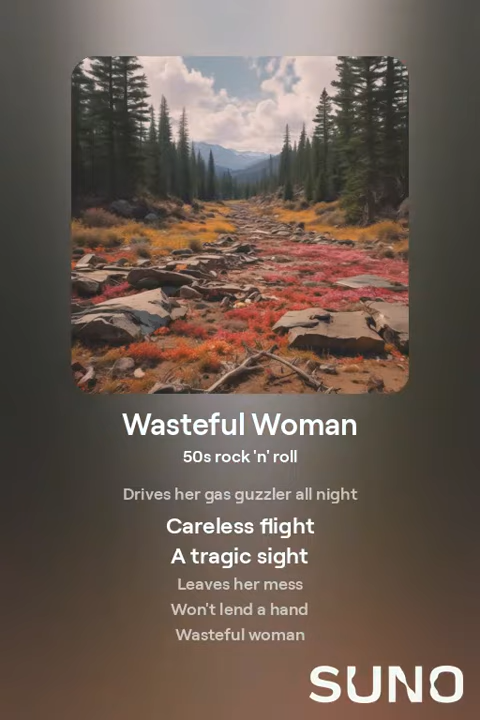 Wasteful Woman
50s rock 'n' roll
Drives her gas guzzler all night
Careless flight
A tragic sight
Leaves her mess
Won't lend a hand
Wasteful woman
SUNO